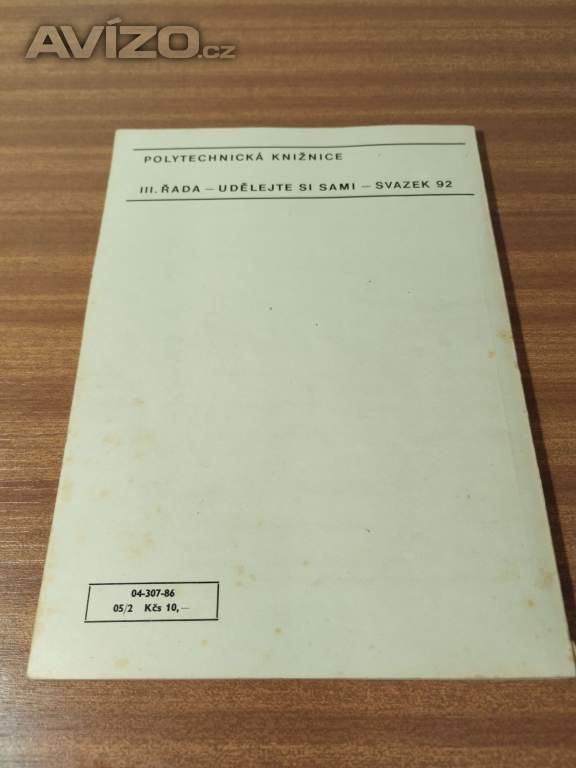 AVÍZO.cz
POLYTECHNICKÁ KNIŽNICE
III. ŘADA – UDĚLEJTE SI SAMI – SVAZEK 92
04-307-86
05/2 Kčs 10,—